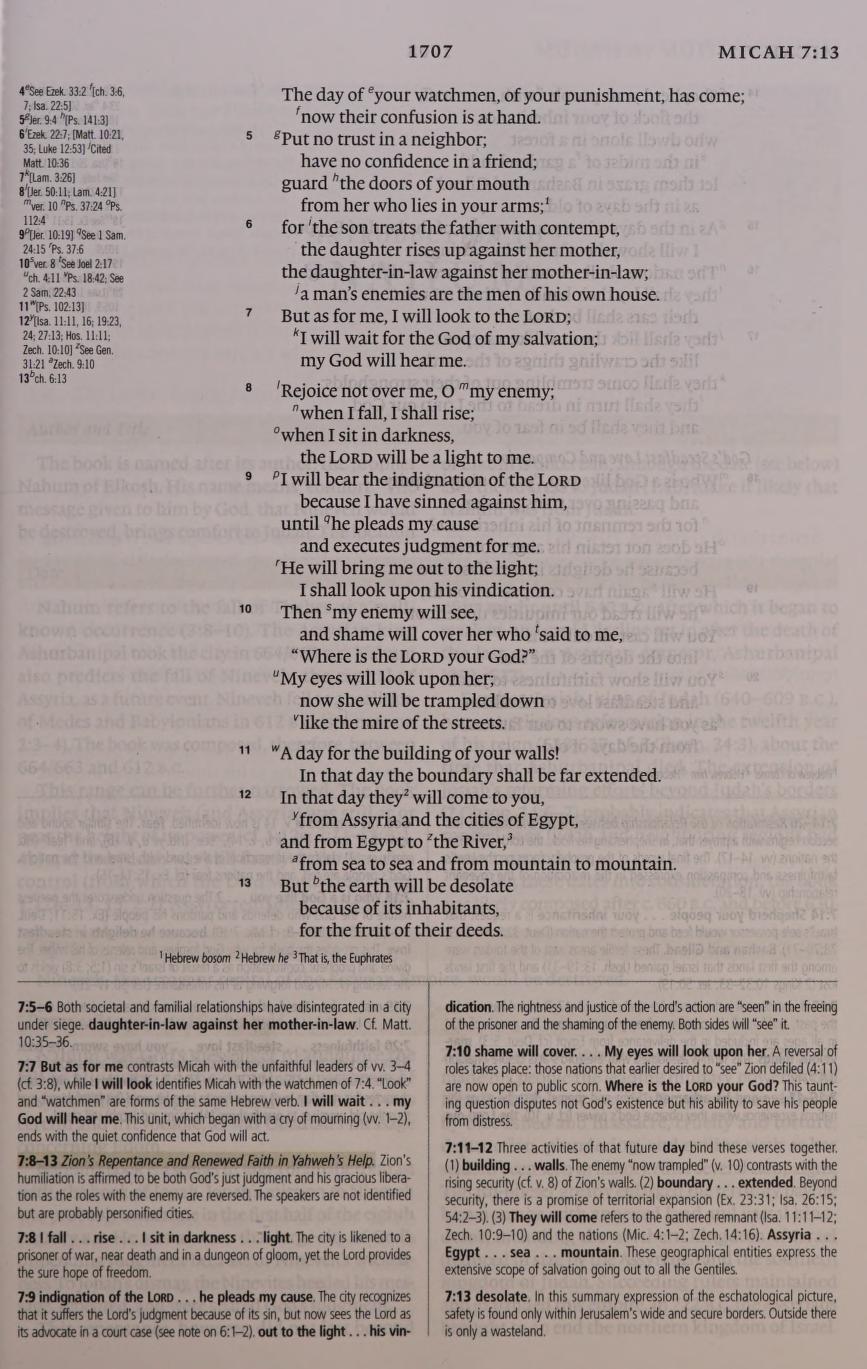 1707
MICAH 7:13
4 e See Ezek. 33:2 f [ch. 3:6,
7; Isa. 22:5]
5 g Jer. 9:4 h [Ps. 141:3]
6 i Ezek. 22:7; [Matt. 10:21,
35; Luke 12:53] j Cited
Matt. 10:36
7 k [Lam. 3:26]
8 l [Jer. 50:11; Lam. 4:21]
m ver. 10 n Ps. 37:24 o Ps.
112:4
9 p [Jer. 10:19] q See 1 Sam.
24:15 r Ps. 37:6
10 s ver. 8 t See Joel 2:17
u ch. 4:11 v Ps. 18:42; See
2 Sam. 22:43
11 w [Ps. 102:13]
12 y [Isa. 11:11, 16; 19:23,
24; 27:13; Hos. 11:11;
Zech. 10:10] z See Gen.
31:21 a Zech. 9:10
13 b ch. 6:13
The day of e your watchmen, of your punishment, has come;
f now their confusion is at hand.
5 g Put no trust in a neighbor;
have no confidence in a friend;
guard h the doors of your mouth
from her who lies in your arms;1
6 for i the son treats the father with contempt,
the daughter rises up against her mother,
the daughter-in-law against her mother-in-law;
j a man's enemies are the men of his own house.
7 But as for me, I will look to the LORD;
k I will wait for the God of my salvation;
my God will hear me.
8 l Rejoice not over me, O m my enemy;
n when I fall, I shall rise;
o when I sit in darkness,
the LORD will be a light to me.
9 p I will bear the indignation of the LORD
because I have sinned against him,
until q he pleads my cause
and executes judgment for me.
r He will bring me out to the light;
I shall look upon his vindication.
10 Then s my enemy will see,
and shame will cover her who t said to me,
“Where is the LORD your God?”
u My eyes will look upon her;
now she will be trampled down
v like the mire of the streets.
11 w A day for the building of your walls!
In that day the boundary shall be far extended.
12 In that day they2 will come to you,
y from Assyria and the cities of Egypt,
and from Egypt to z the River,3
a from sea to sea and from mountain to mountain.
13 But b the earth will be desolate
because of its inhabitants,
for the fruit of their deeds.
1 Hebrew bosom 2 Hebrew he 3 That is, the Euphrates
7:5–6 Both societal and familial relationships have disintegrated in a city
under siege. daughter-in-law against her mother-in-law. Cf. Matt.
10:35–36.
7:7 But as for me contrasts Micah with the unfaithful leaders of vv. 3–4
(cf. 3:8), while I will look identifies Micah with the watchmen of 7:4. “Look”
and “watchmen” are forms of the same Hebrew verb. I will wait . . . my
God will hear me. This unit, which began with a cry of mourning (vv. 1–2),
ends with the quiet confidence that God will act.
7:8–13 Zion's Repentance and Renewed Faith in Yahweh's Help. Zion's
humiliation is affirmed to be both God's just judgment and his gracious libera-
tion as the roles with the enemy are reversed. The speakers are not identified
but are probably personified cities.
7:8 I fall . . . rise . . . I sit in darkness . . . light. The city is likened to a
prisoner of war, near death and in a dungeon of gloom, yet the Lord provides
the sure hope of freedom.
7:9 indignation of the LORD . . . he pleads my cause. The city recognizes
that it suffers the Lord's judgment because of its sin, but now sees the Lord as
its advocate in a court case (see note on 6:1–2). out to the light . . . his vin-
dication. The rightness and justice of the Lord's action are “seen” in the freeing
of the prisoner and the shaming of the enemy. Both sides will “see” it.
7:10 shame will cover. . . . My eyes will look upon her. A reversal of
roles takes place: those nations that earlier desired to “see” Zion defiled (4:11)
are now open to public scorn. Where is the LORD your God? This taunt-
ing question disputes not God's existence but his ability to save his people
from distress.
7:11–12 Three activities of that future day bind these verses together.
(1) building . . . walls. The enemy “now trampled” (v. 10) contrasts with the
rising security (cf. v. 8) of Zion's walls. (2) boundary . . . extended. Beyond
security, there is a promise of territorial expansion (Ex. 23:31; Isa. 26:15;
54:2–3). (3) They will come refers to the gathered remnant (Isa. 11:11–12;
Zech. 10:9–10) and the nations (Mic. 4:1–2; Zech. 14:16). Assyria . . .
Egypt . . . sea . . . mountain. These geographical entities express the
extensive scope of salvation going out to all the Gentiles.
7:13 desolate. In this summary expression of the eschatological picture,
safety is found only within Jerusalem's wide and secure borders. Outside there
is only a wasteland.